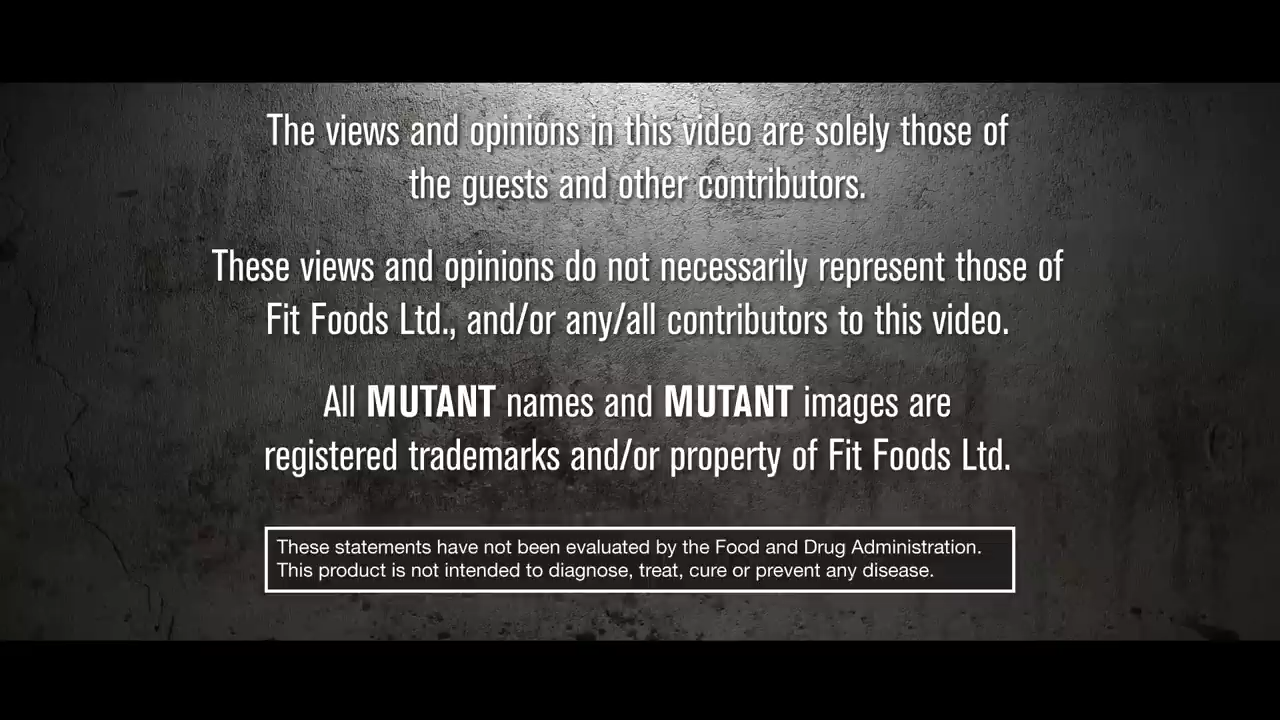 The views and opinions in this video are solely those of
the guests and other contributors.
These views and opinions do not necessarily represent those of
Fit Foods Ltd., and/or any/all contributors to this video.
All MUTANT names and MUTANT images are
registered trademarks and/or property of Fit Foods Ltd.
These statements have not been evaluated by the Food and Drug Administration.
This product is not intended to diagnose, treat, cure or prevent any disease.